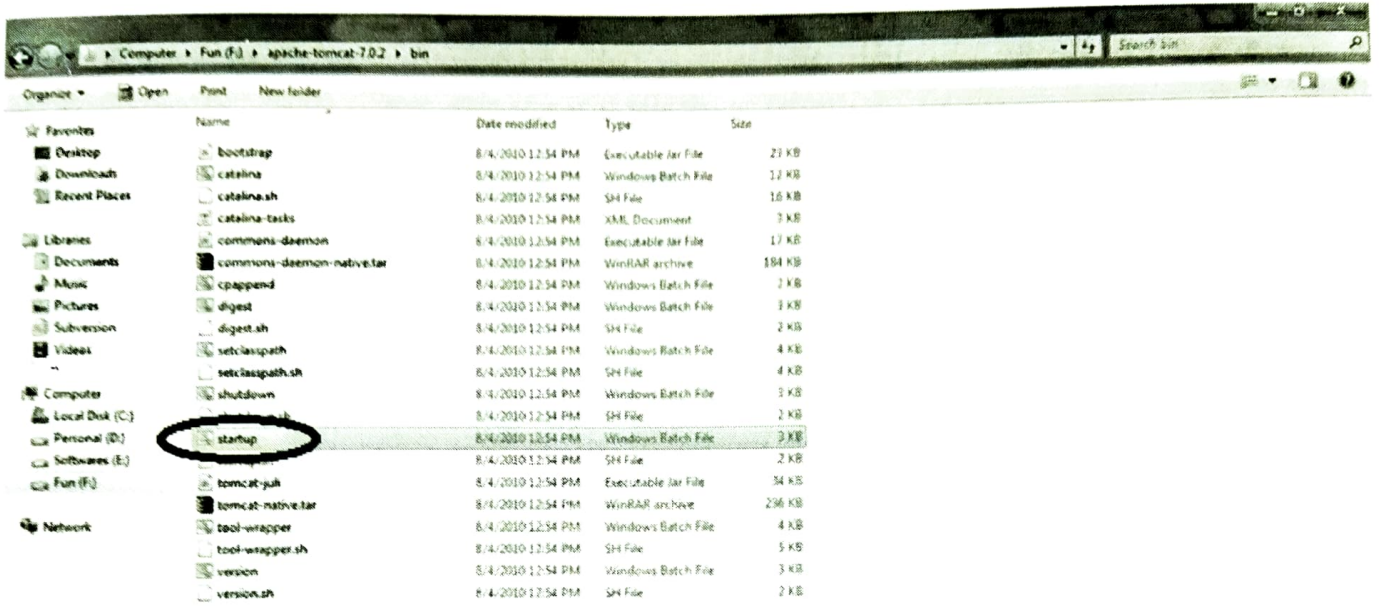 Computer ▸ Fun (F:) ▸ apache-tomcat-7.0.2 ▸ bin
Search bin
Organize Open Print New folder
Name Date modified Type Size
Favorites
Desktop
Downloads
Recent Places
Libraries
Documents
Music
Pictures
Subversion
Videos
Computer
Local Disk (C:)
Personal (D:)
Softwares (E:)
Fun (F:)
Network
bootstrap 8/4/2010 12:54 PM Executable Jar File 23 KB
catalina 8/4/2010 12:54 PM Windows Batch File 12 KB
catalina.sh 8/4/2010 12:54 PM SH File 16 KB
catalina-tasks 8/4/2010 12:54 PM XML Document 3 KB
commons-daemon 8/4/2010 12:54 PM Executable Jar File 17 KB
commons-daemon-native.tar 8/4/2010 12:54 PM WinRAR archive 184 KB
cpappend 8/4/2010 12:54 PM Windows Batch File 2 KB
digest 8/4/2010 12:54 PM Windows Batch File 3 KB
digest.sh 8/4/2010 12:54 PM SH File 2 KB
setclasspath 8/4/2010 12:54 PM Windows Batch File 4 KB
setclasspath.sh 8/4/2010 12:54 PM SH File 4 KB
shutdown 8/4/2010 12:54 PM Windows Batch File 3 KB
8/4/2010 12:54 PM SH File 2 KB
startup 8/4/2010 12:54 PM Windows Batch File 3 KB
8/4/2010 12:54 PM SH File 2 KB
tomcat-juli 8/4/2010 12:54 PM Executable Jar File 34 KB
tomcat-native.tar 8/4/2010 12:54 PM WinRAR archive 236 KB
tool-wrapper 8/4/2010 12:54 PM Windows Batch File 4 KB
tool-wrapper.sh 8/4/2010 12:54 PM SH File 5 KB
version 8/4/2010 12:54 PM Windows Batch File 3 KB
version.sh 8/4/2010 12:54 PM SH File 2 KB